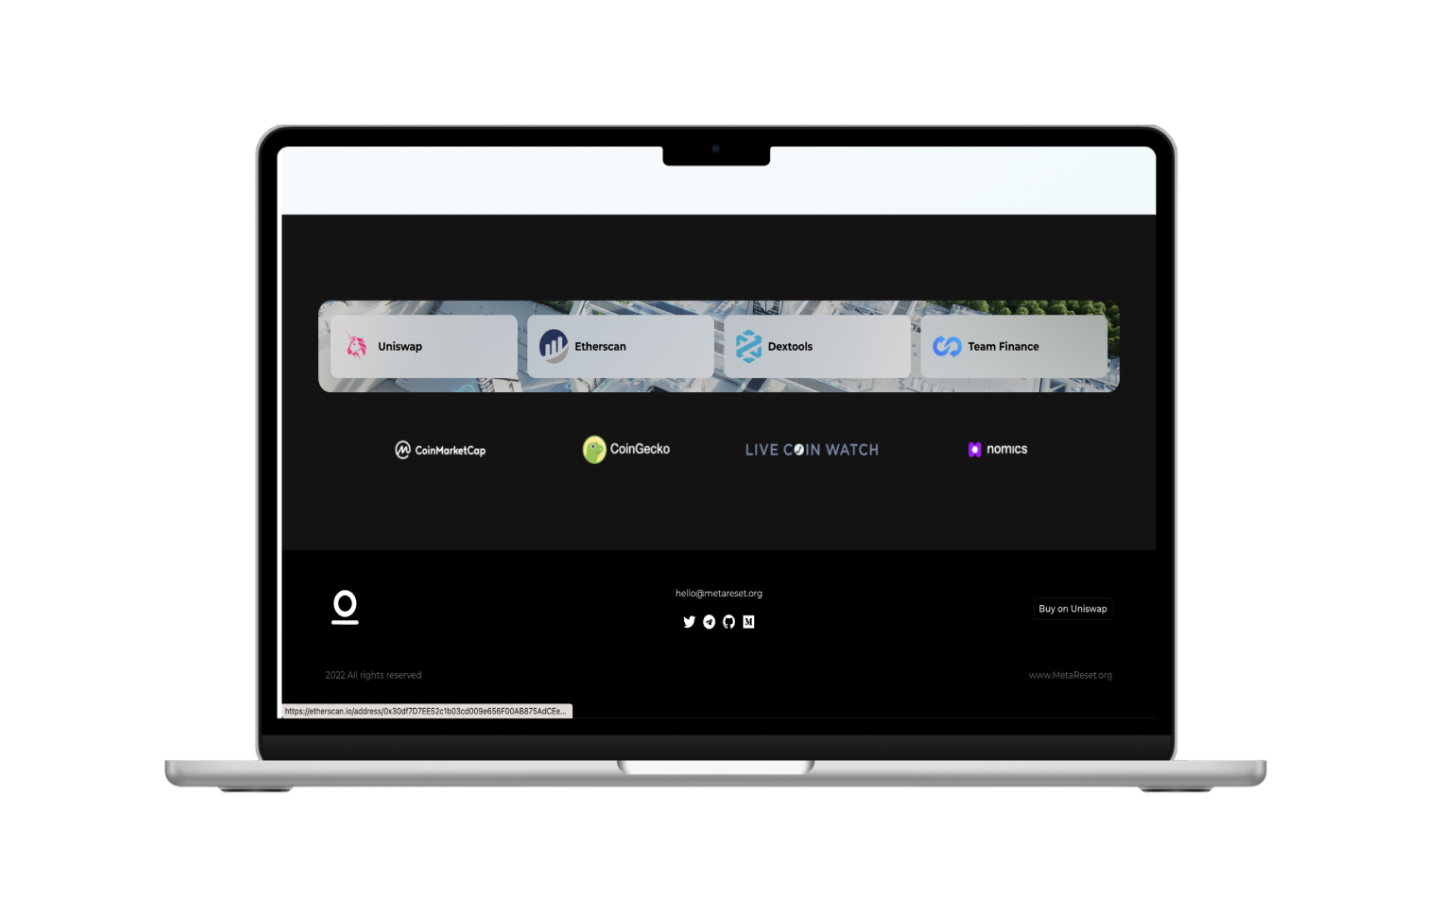 Uniswap
Etherscan
Dextools
Team Finance
CoinMarketCap
CoinGecko
LIVE COIN WATCH
nomics
hello@metareset.org
Buy on Uniswap
2022 All rights reserved
www.MetaReset.org
https://etherscan.io/address/0x30df7D7EE52c1b03cd009e656F00AB875AdCEe...